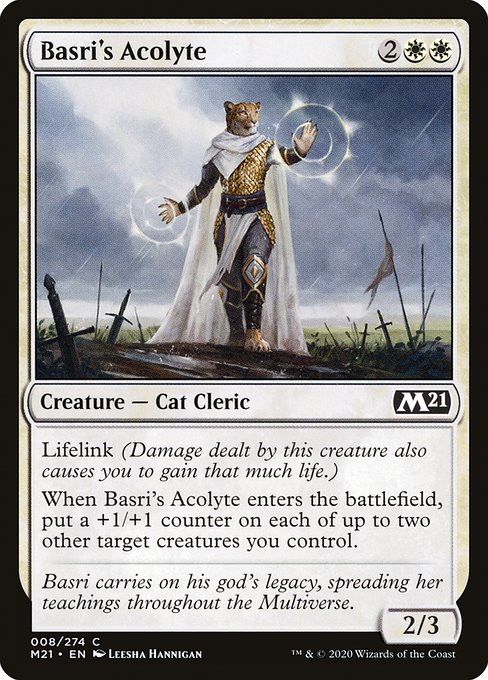 Basri's Acolyte 2
Creature — Cat Cleric M21
Lifelink (Damage dealt by this creature also
causes you to gain that much life.)
When Basri's Acolyte enters the battlefield,
put a +1/+1 counter on each of up to two
other target creatures you control.
Basri carries on his god's legacy, spreading her
teachings throughout the Multiverse.
2/3
008/274 C
M21 • EN Leesha Hannigan ™ & © 2020 Wizards of the Coast